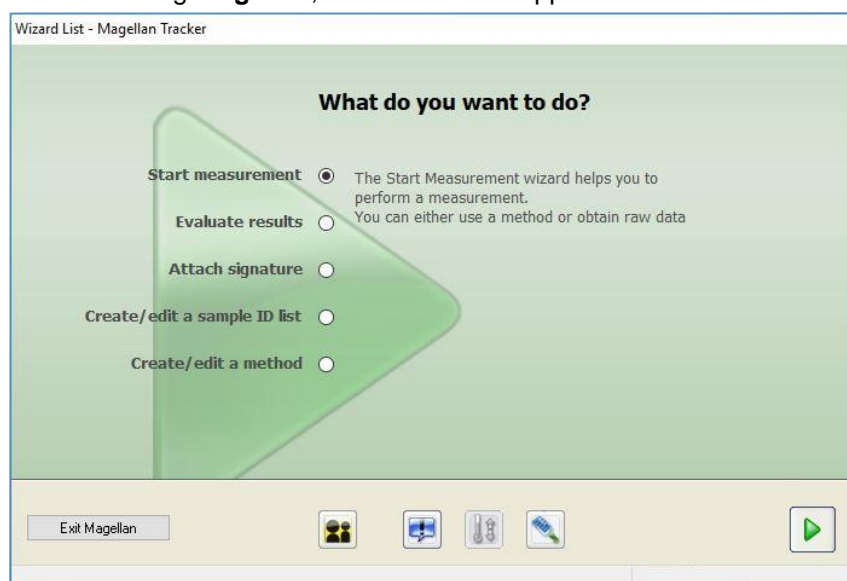 Wizard List - Magellan Tracker
What do you want to do?
Start measurement
The Start Measurement wizard helps you to
perform a measurement.
You can either use a method or obtain raw data
Evaluate results
Attach signature
Create/edit a sample ID list
Create/edit a method
Exit Magellan